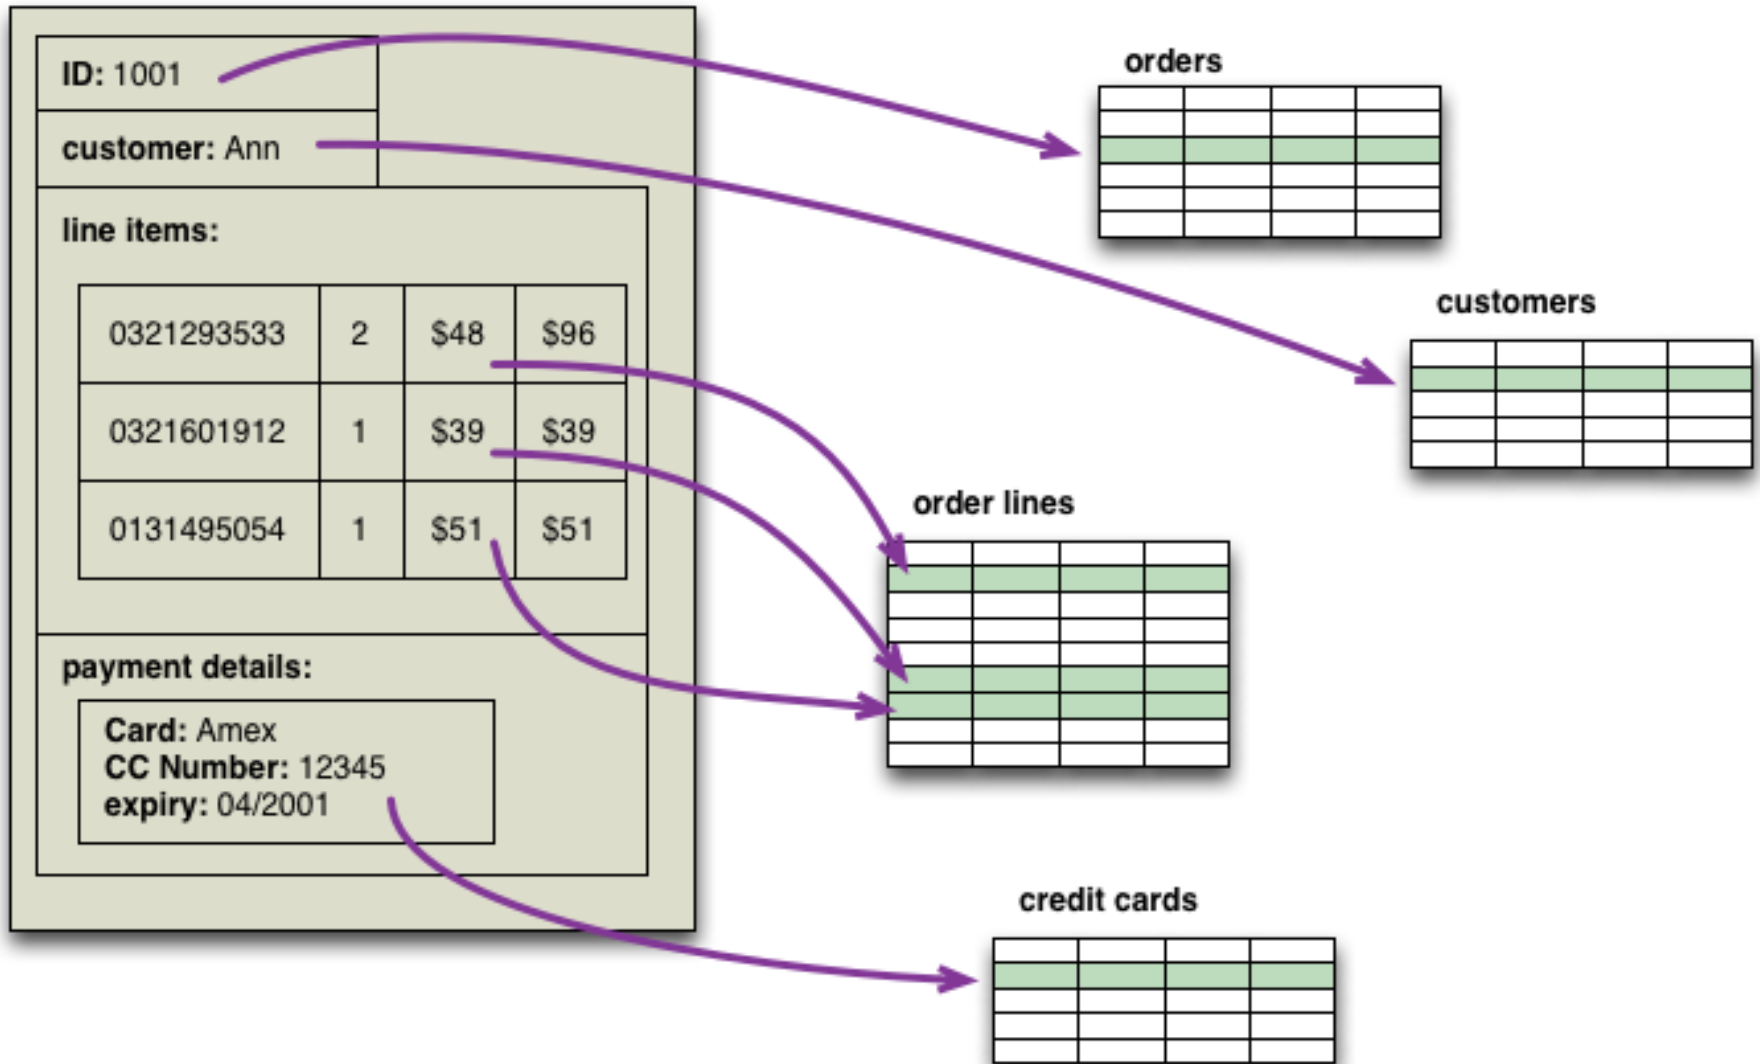 ID: 1001
customer: Ann
line items:
0321293533 2 $48 $96
0321601912 1 $39 $39
0131495054 1 $51 $51
payment details:
Card: Amex
CC Number: 12345
expiry: 04/2001
orders
customers
order lines
credit cards